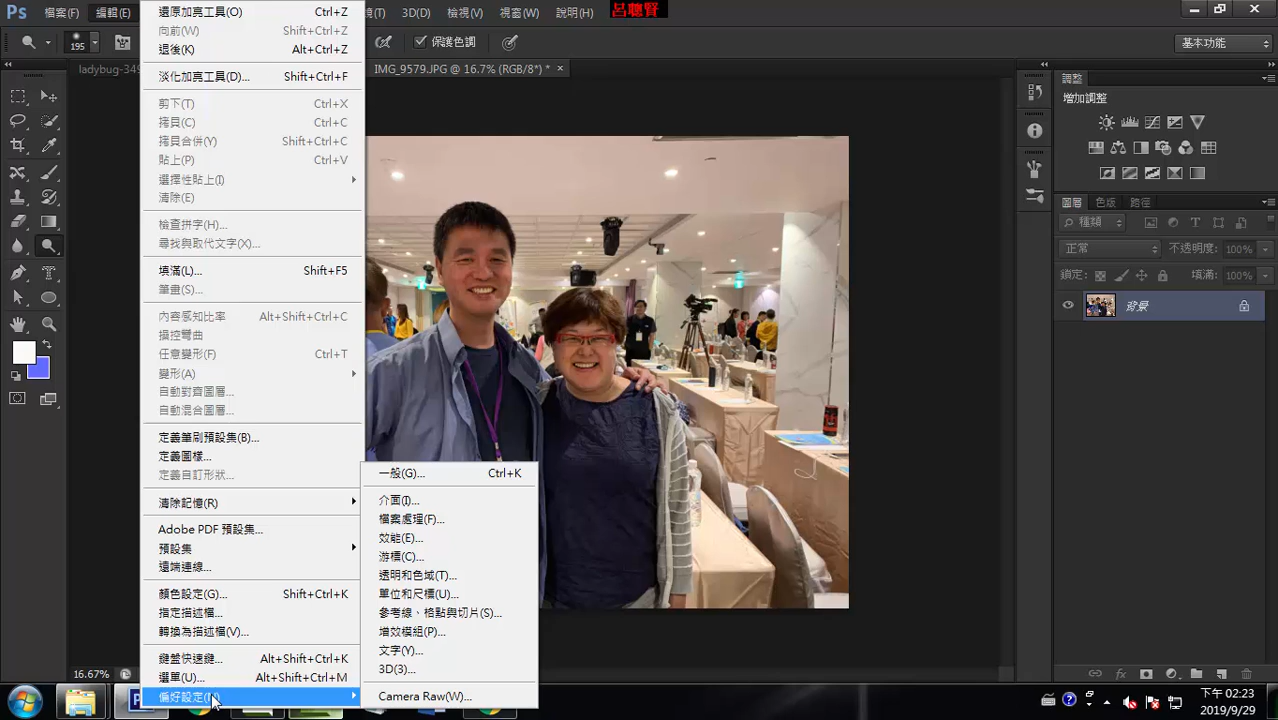 Ps 檔案(F) 編輯(E) (T) 3D(D) 檢視(V) 視窗(W) 說明(H) 呂聰賢
195 保護色調 基本功能
ladybug-349
IMG_9579.JPG @ 16.7% (RGB/8*) * ×
還原加亮工具(O) Ctrl+Z
向前(W) Shift+Ctrl+Z
退後(K) Alt+Ctrl+Z
淡化加亮工具(D)... Shift+Ctrl+F
剪下(T) Ctrl+X
拷貝(C) Ctrl+C
拷貝合併(Y) Shift+Ctrl+C
貼上(P) Ctrl+V
選擇性貼上(I)
清除(E)
檢查拼字(H)...
尋找與取代文字(X)...
填滿(L)... Shift+F5
筆畫(S)...
內容感知比率 Alt+Shift+Ctrl+C
操控彎曲
任意變形(F) Ctrl+T
變形(A)
自動對齊圖層...
自動混合圖層...
定義筆刷預設集(B)...
定義圖樣...
定義自訂形狀...
清除記憶(R)
Adobe PDF 預設集...
預設集
遠端連線...
顏色設定(G)... Shift+Ctrl+K
指定描述檔...
轉換為描述檔(V)...
鍵盤快速鍵... Alt+Shift+Ctrl+K
選單(U)... Alt+Shift+Ctrl+M
偏好設定(N)
一般(G)... Ctrl+K
介面(I)...
檔案處理(F)...
效能(E)...
游標(C)...
透明和色域(T)...
單位和尺標(U)...
參考線、格點與切片(S)...
增效模組(P)...
文字(Y)...
3D(3)...
Camera Raw(W)...
調整
增加調整
圖層 色版 路徑
種類
正常 不透明度: 100%
鎖定: 填滿: 100%
背景
16.67%
下午 02:23
2019/9/29